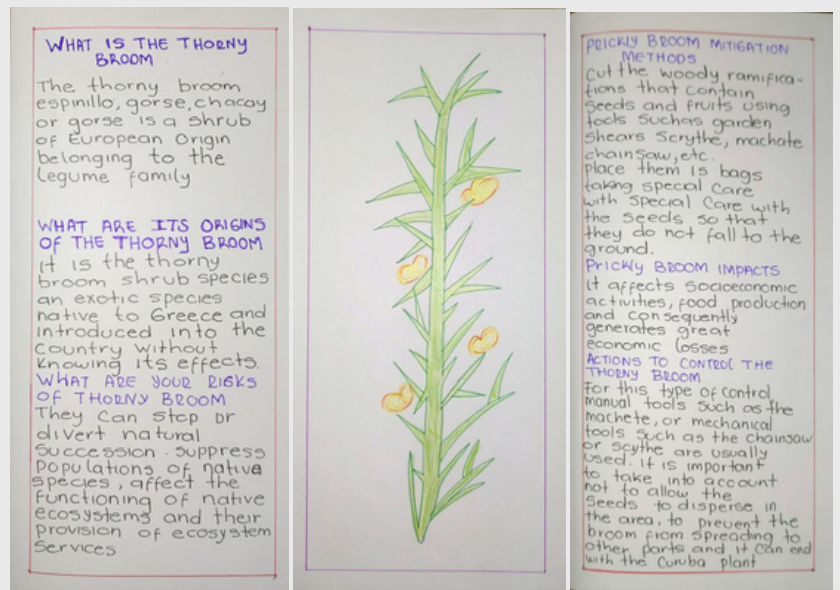 WHAT IS THE THORNY
BROOM
The thorny broom
espinillo, gorse, chacay
or gorse is a shrub
of European Origin
belonging to the
legume family
WHAT ARE ITS ORIGINS
OF THE THORNY BROOM
it is the thorny
broom shrub species
an exotic species
native to Greece and
introduced into the
country without
knowing its effects.
WHAT ARE YOUR RISKS
OF THORNY BROOM
They can stop or
divert natural
succession. suppress
populations of native
species, affect the
functioning of native
ecosystems and their
provision of ecosystem
services
PRICKLY BROOM MITIGATION
METHODS
Cut the woody ramifica-
tions that contain
seeds and fruits using
tools suchas garden
shears scrythe, machate
chainsaw, etc.
place them is bags
taking special care
with special care with
the seeds so that
they do not fall to the
ground.
Prickly BROOM IMPACTS
it affects socioeconomic
activities, food production
and consequently
generates great
economic losses
ACTIONS TO CONTROL THE
THORNY BROOM
for this type of control
manual tools such as the
machete, or mechanical
tools such as the chainsaw
or scythe are usually
used. it is important
to take into account
not to allow the
seeds to disperse in
the area, to prevent the
broom from spreading to
other parts and it can end
with the Curuba plant